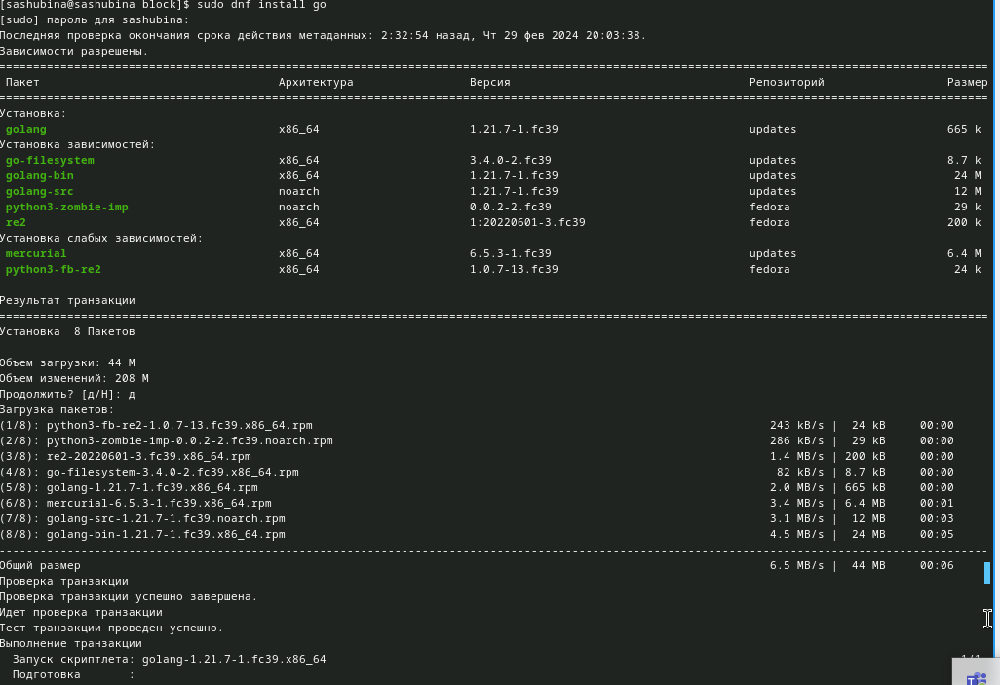 [sashubina@sashubina block]$ sudo dnf install go
[sudo] пароль для sashubina:
Последняя проверка окончания срока действия метаданных: 2:32:54 назад, Чт 29 фев 2024 20:03:38.
Зависимости разрешены.
Пакет Архитектура Версия Репозиторий Размер
Установка:
golang x86_64 1.21.7-1.fc39 updates 665 k
Установка зависимостей:
go-filesystem x86_64 3.4.0-2.fc39 updates 8.7 k
golang-bin x86_64 1.21.7-1.fc39 updates 24 M
golang-src noarch 1.21.7-1.fc39 updates 12 M
python3-zombie-imp noarch 0.0.2-2.fc39 fedora 29 k
re2 x86_64 1:20220601-3.fc39 fedora 200 k
Установка слабых зависимостей:
mercurial x86_64 6.5.3-1.fc39 updates 6.4 M
python3-fb-re2 x86_64 1.0.7-13.fc39 fedora 24 k
Результат транзакции
Установка 8 Пакетов
Объем загрузки: 44 M
Объем изменений: 208 M
Продолжить? [д/Н]: д
Загрузка пакетов:
(1/8): python3-fb-re2-1.0.7-13.fc39.x86_64.rpm 243 kB/s | 24 kB 00:00
(2/8): python3-zombie-imp-0.0.2-2.fc39.noarch.rpm 286 kB/s | 29 kB 00:00
(3/8): re2-20220601-3.fc39.x86_64.rpm 1.4 MB/s | 200 kB 00:00
(4/8): go-filesystem-3.4.0-2.fc39.x86_64.rpm 82 kB/s | 8.7 kB 00:00
(5/8): golang-1.21.7-1.fc39.x86_64.rpm 2.0 MB/s | 665 kB 00:00
(6/8): mercurial-6.5.3-1.fc39.x86_64.rpm 3.4 MB/s | 6.4 MB 00:01
(7/8): golang-src-1.21.7-1.fc39.noarch.rpm 3.1 MB/s | 12 MB 00:03
(8/8): golang-bin-1.21.7-1.fc39.x86_64.rpm 4.5 MB/s | 24 MB 00:05
Общий размер 6.5 MB/s | 44 MB 00:06
Проверка транзакции
Проверка транзакции успешно завершена.
Идет проверка транзакции
Тест транзакции проведен успешно.
Выполнение транзакции
Запуск скриптлета: golang-1.21.7-1.fc39.x86_64
Подготовка :